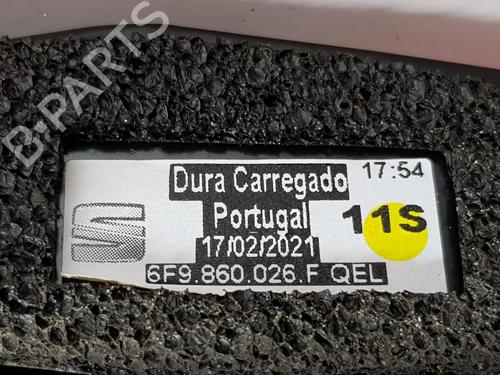 B-PARTS
Dura Carregado
17:54
Portugal
11S
17/02/2021
6F9.860.026.F QEL